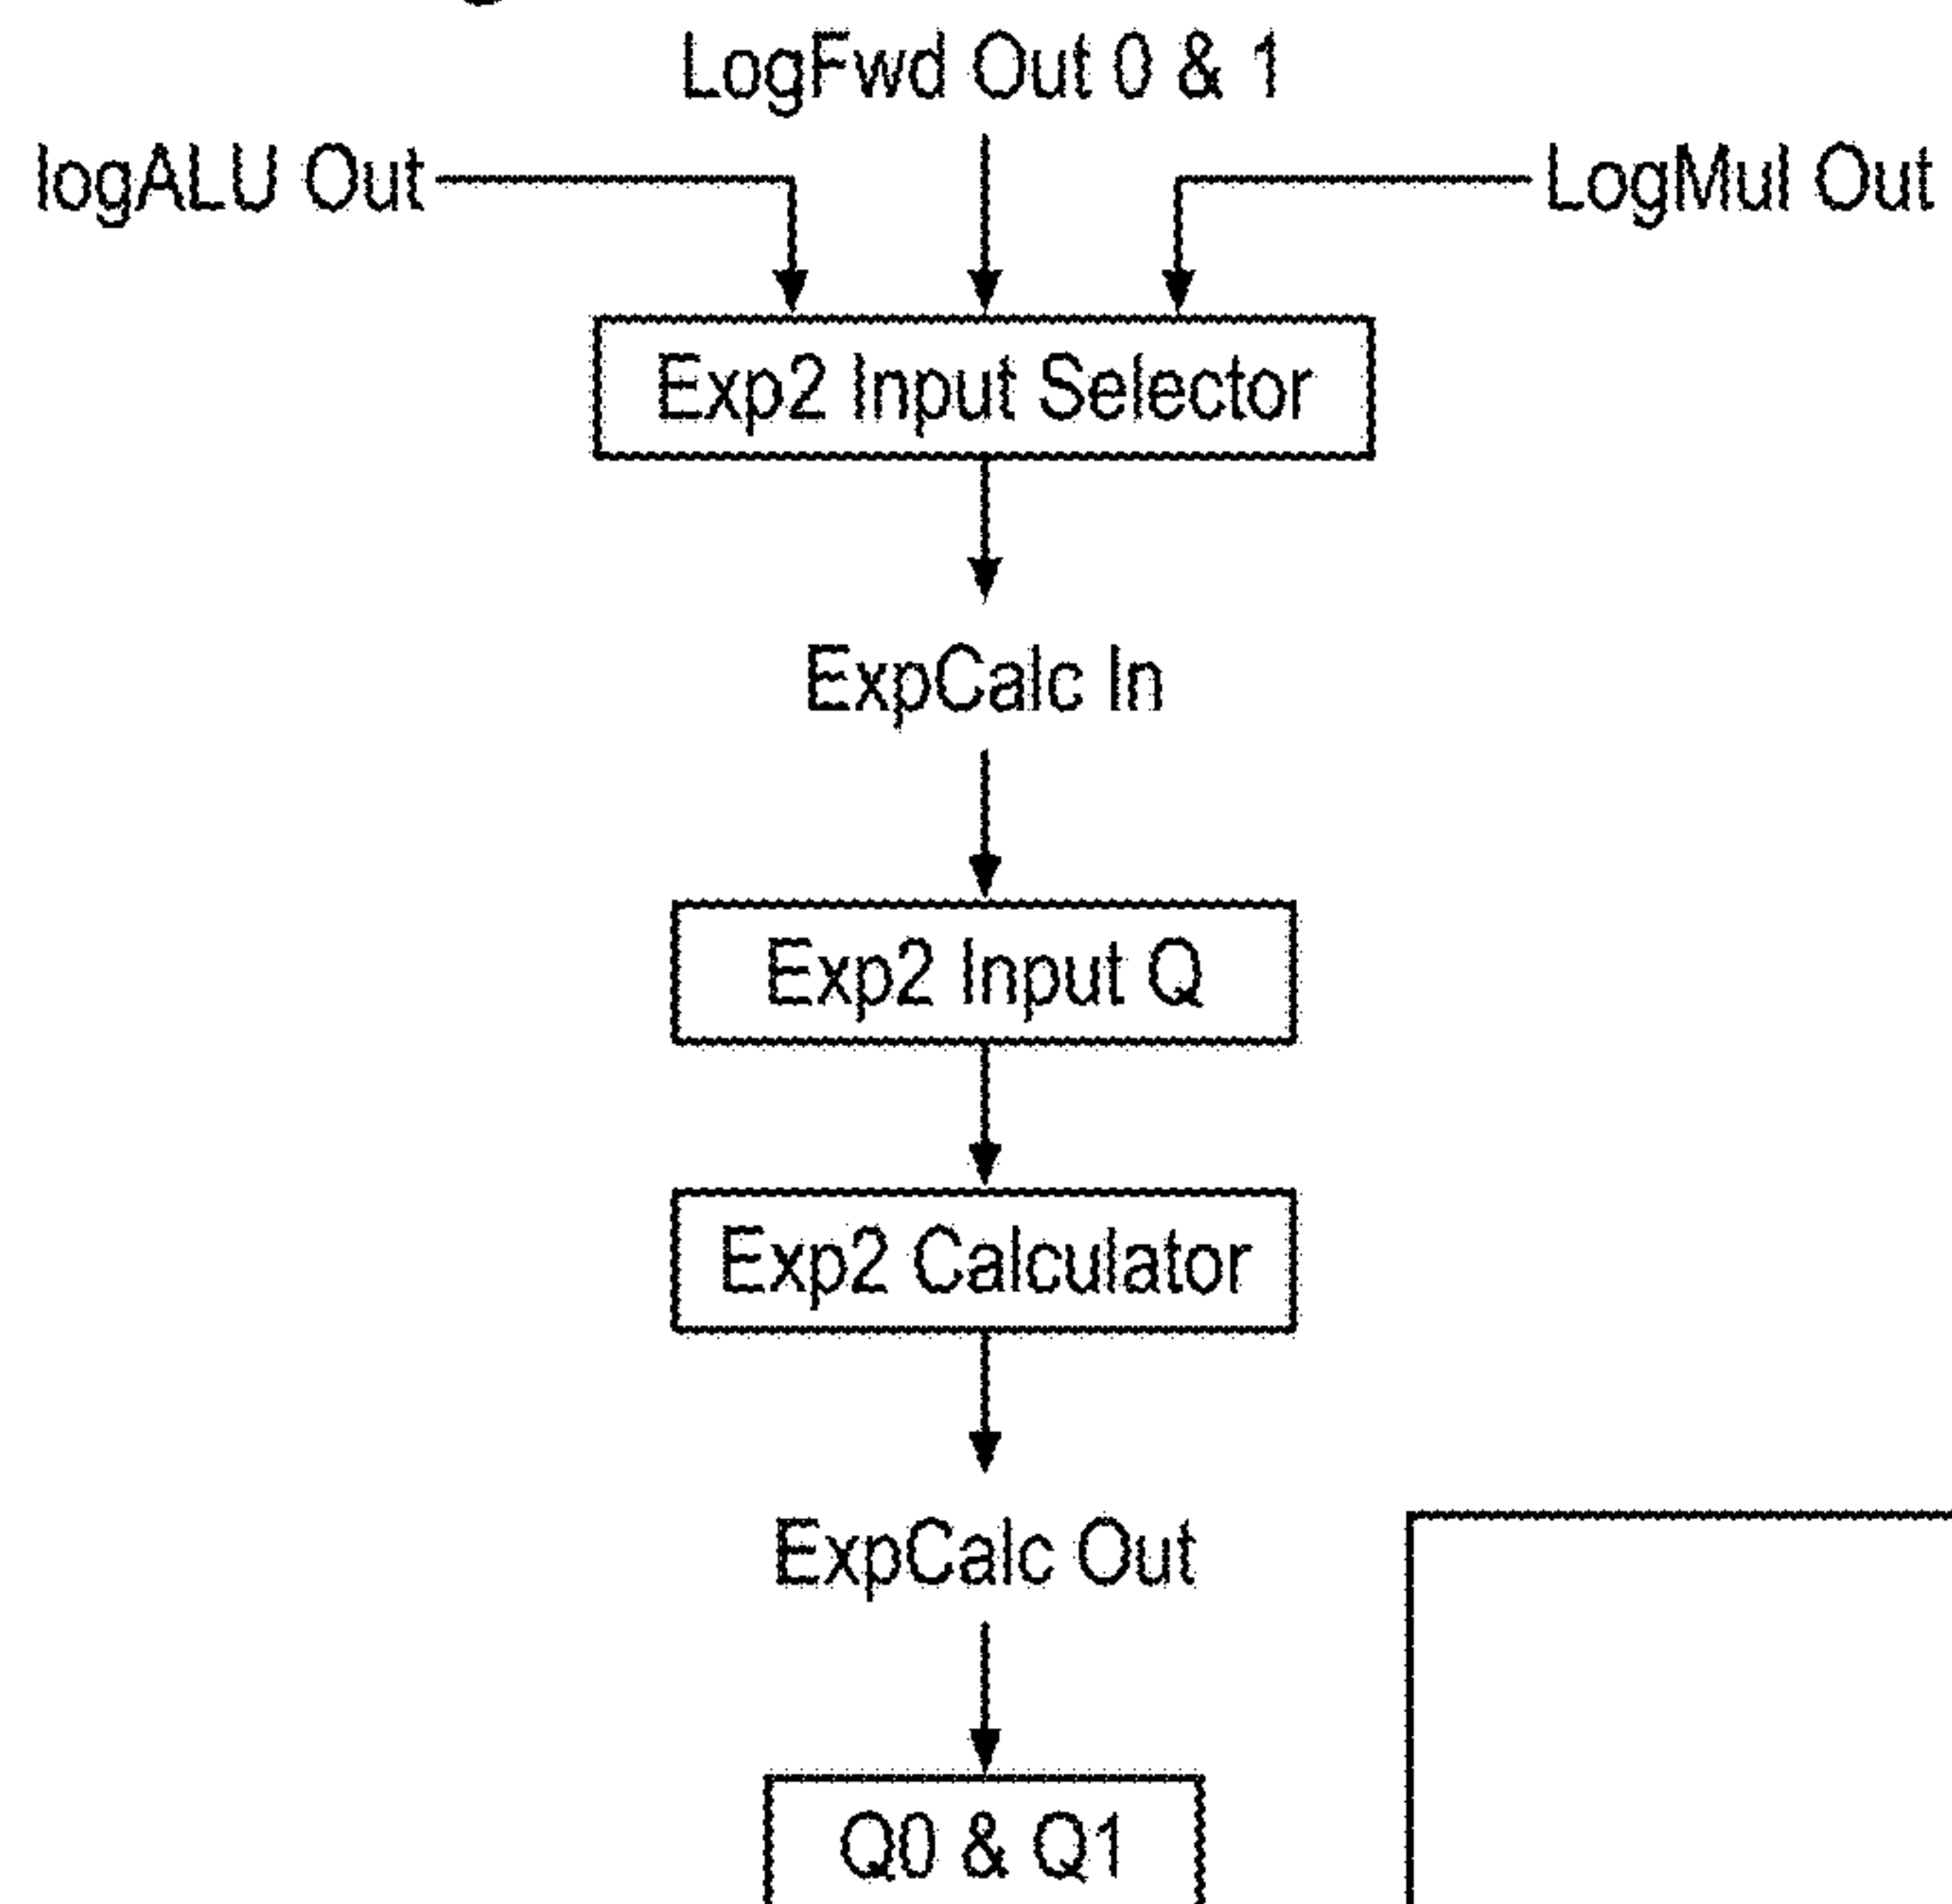 LogFwd Out 0 & 1
logALU Out
LogMul Out
Exp2 Input Selector
ExpCalc In
Exp2 Input Q
Exp2 Calculator
ExpCalc Out
Q0 & Q1